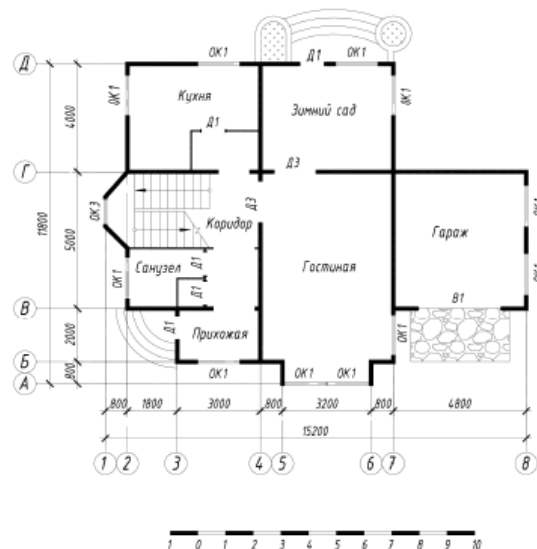 ОК1
Д1
ОК1
Д
ОК1
Кухня
Зимний сад
ОК1
4000
Д1
Г
Д3
ОК3
Д3
Коридор
Гараж
ОК1
11800
5000
Санузел
Д1
Гостиная
ОК1
ОК1
Д1
В1
В
Д1
Прихожая
ОК1
2000
Б
ОК1
ОК1
ОК1
А
800
800
1800
3000
800
3200
800
4800
15200
1
2
3
4
5
6
7
8
1
0
1
2
3
4
5
6
7
8
9
10